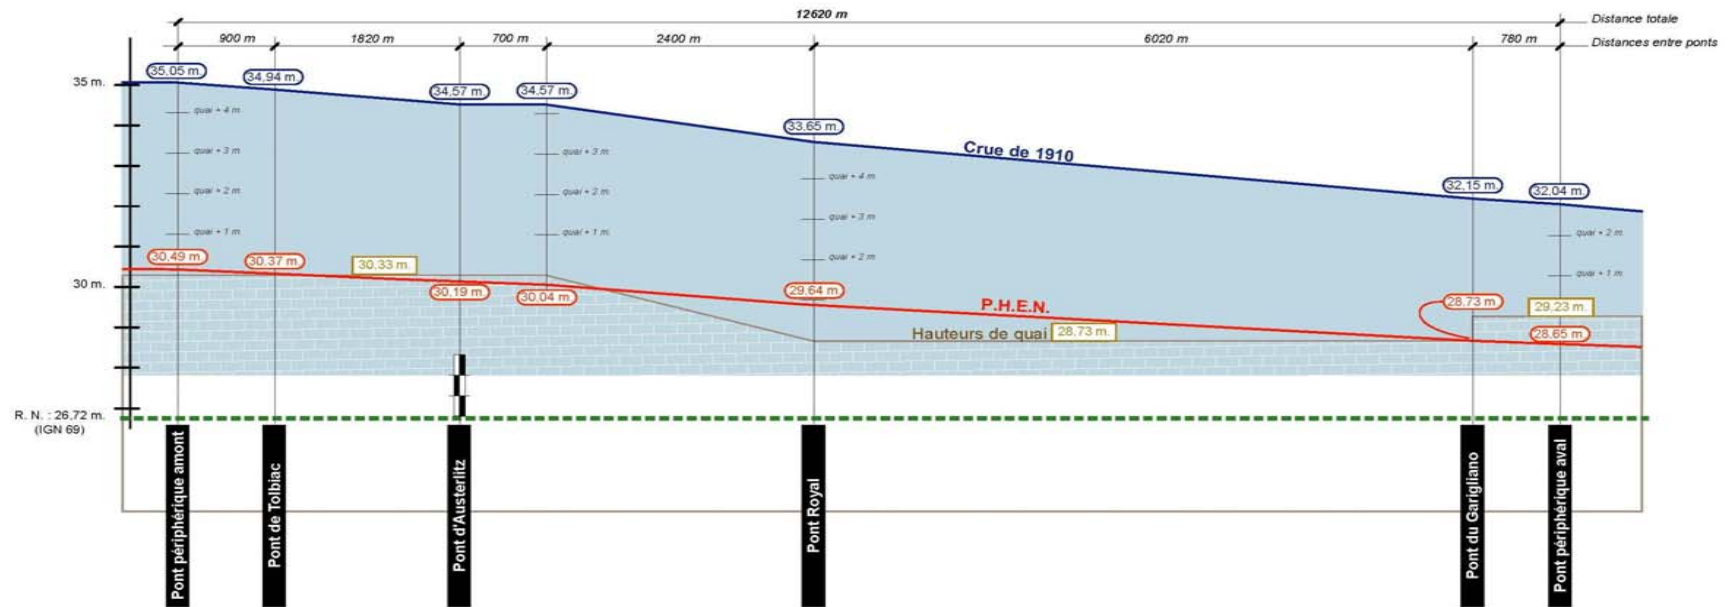 12620 m
Distance totale
900 m
1820 m
700 m
2400 m
6020 m
780 m
Distances entre ponts
35 m.
35,05 m.
34,94 m.
34,57 m.
34,57 m.
33,65 m.
Crue de 1910
32,15 m.
32,04 m.
quai + 4 m.
quai + 3 m.
quai + 2 m.
quai + 1 m.
quai + 3 m.
quai + 2 m.
quai + 1 m.
quai + 4 m.
quai + 3 m.
quai + 2 m.
quai + 2 m.
quai + 1 m.
30 m.
30,49 m.
30,37 m.
30,33 m.
30,19 m.
30,04 m.
29,64 m.
P.H.E.N.
28,73 m.
29,23 m.
28,65 m.
Hauteurs de quai
28,73 m.
R. N. : 26,72 m.
(IGN 69)
Pont périphérique amont
Pont de Tolbiac
Pont d'Austerlitz
Pont Royal
Pont du Garigliano
Pont périphérique aval